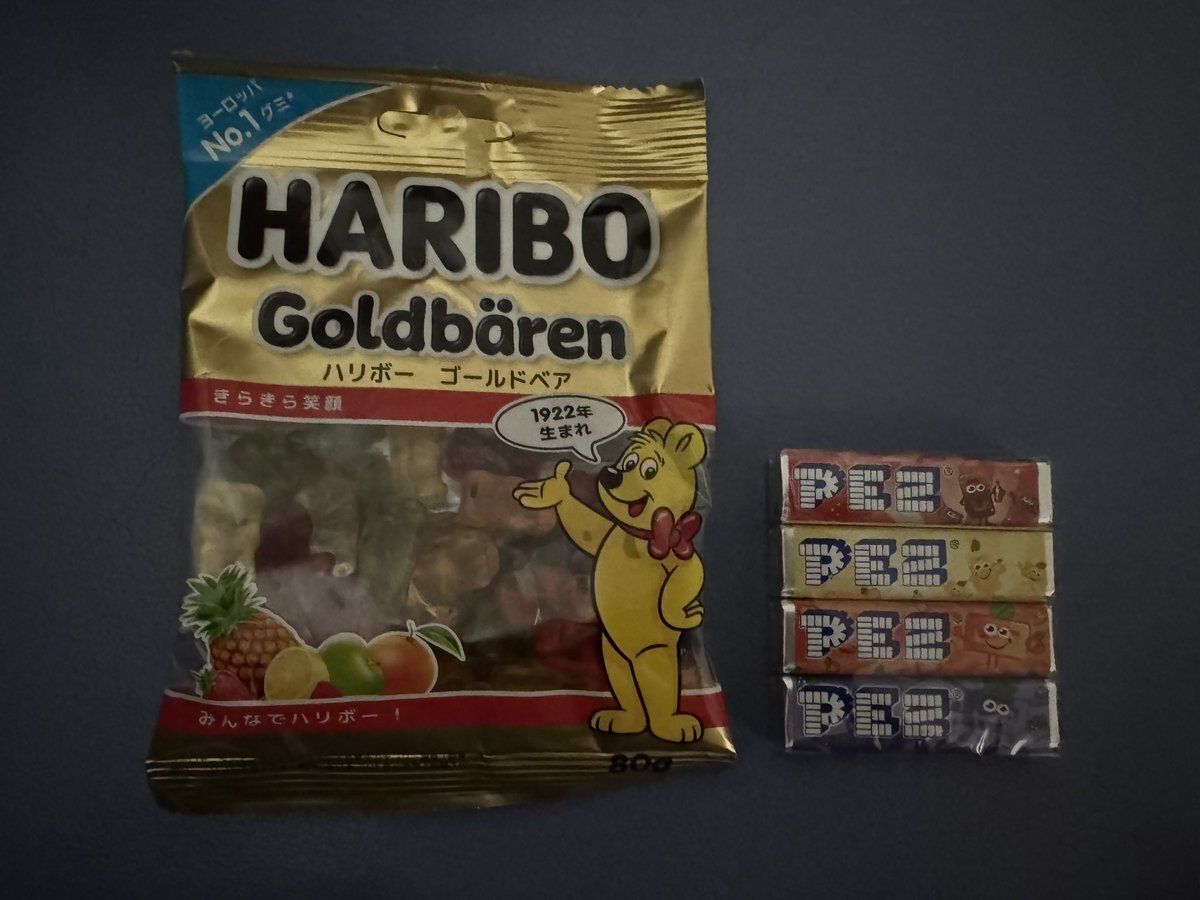 ヨーロッパ
No.1 グミ*
HARIBO
Goldbären
ハリボー ゴールドベア
きらきら笑顔
1922年
生まれ
みんなでハリボー！
80g
PEZ®
PEZ®
PEZ®
PEZ®